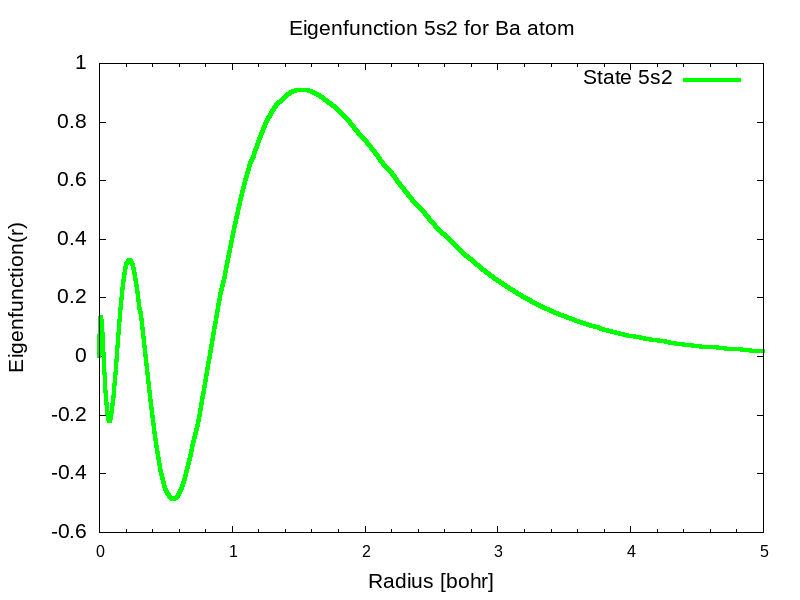 Eigenfunction 5s2 for Ba atom
State 5s2
1
0.8
0.6
0.4
0.2
0
-0.2
-0.4
-0.6
Eigenfunction(r)
0 1 2 3 4 5
Radius [bohr]